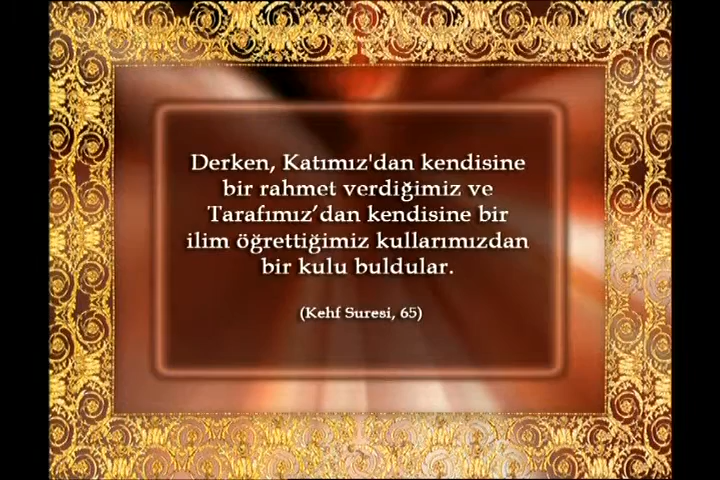 Derken, Katımız'dan kendisine
bir rahmet verdiğimiz ve
Tarafımız’dan kendisine bir
ilim öğrettiğimiz kullarımızdan
bir kulu buldular.
(Kehf Suresi, 65)